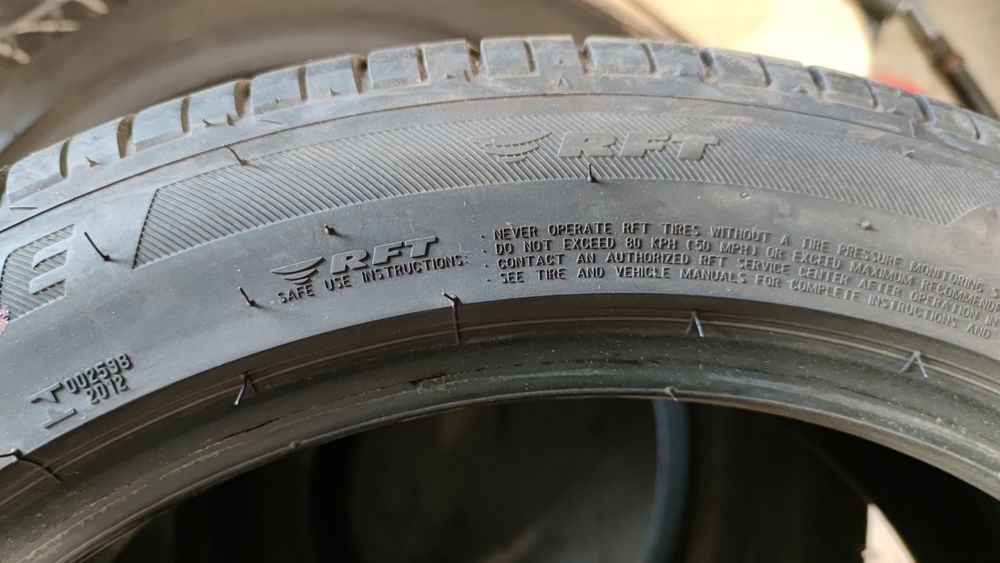 RFT
RFT
SAFE USE INSTRUCTIONS:
· NEVER OPERATE RFT TIRES WITHOUT A TIRE PRESSURE MONITORING
· DO NOT EXCEED 80 KPH (50 MPH) OR EXCEED MAXIMUM RECOMMEND
· CONTACT AN AUTHORIZED RFT SERVICE CENTER AFTER OPERATION IN
· SEE TIRE AND VEHICLE MANUALS FOR COMPLETE INSTRUCTIONS AND
E
I 002598
2012